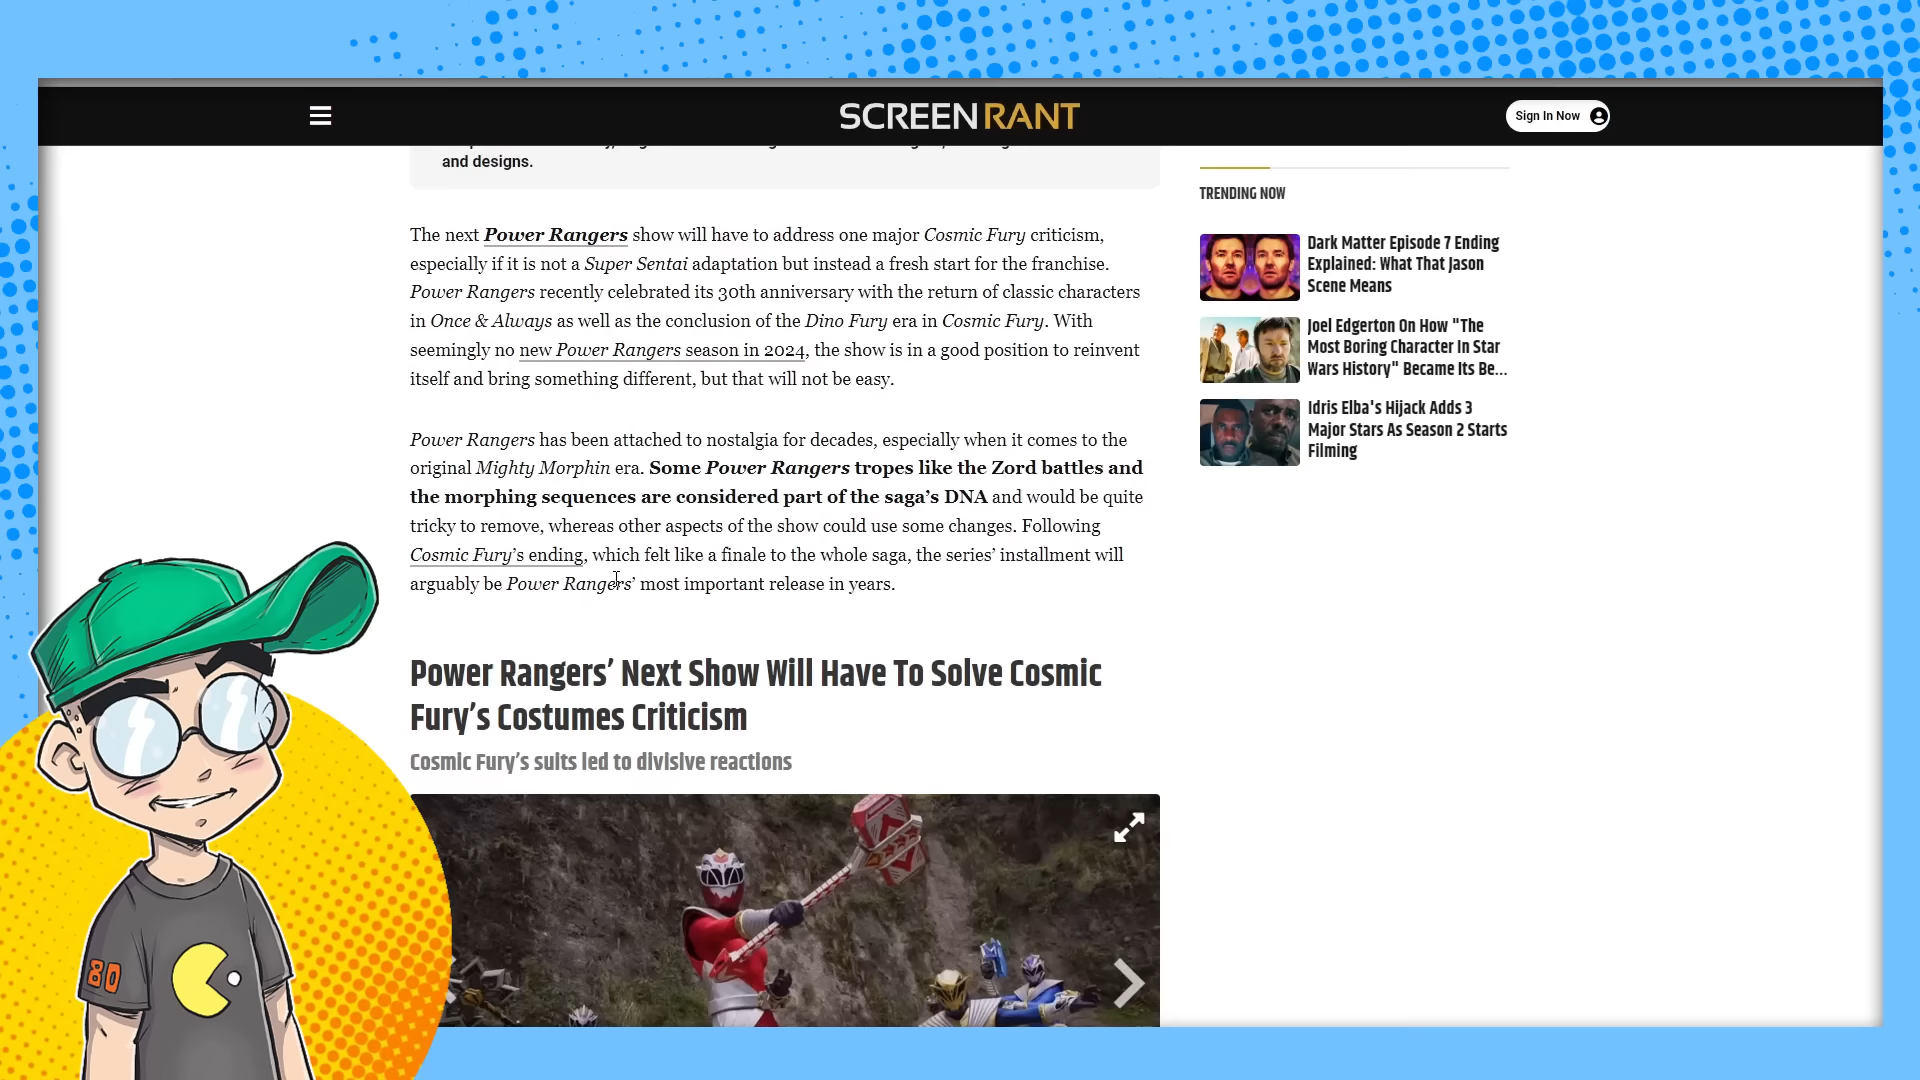 SCREENRANT
Sign In Now
and designs.
The next Power Rangers show will have to address one major Cosmic Fury criticism,
especially if it is not a Super Sentai adaptation but instead a fresh start for the franchise.
Power Rangers recently celebrated its 30th anniversary with the return of classic characters
in Once & Always as well as the conclusion of the Dino Fury era in Cosmic Fury. With
seemingly no new Power Rangers season in 2024, the show is in a good position to reinvent
itself and bring something different, but that will not be easy.
Power Rangers has been attached to nostalgia for decades, especially when it comes to the
original Mighty Morphin era. Some Power Rangers tropes like the Zord battles and
the morphing sequences are considered part of the saga’s DNA and would be quite
tricky to remove, whereas other aspects of the show could use some changes. Following
Cosmic Fury’s ending, which felt like a finale to the whole saga, the series’ installment will
arguably be Power Rangers’ most important release in years.
Power Rangers’ Next Show Will Have To Solve Cosmic
Fury’s Costumes Criticism
Cosmic Fury’s suits led to divisive reactions
TRENDING NOW
Dark Matter Episode 7 Ending
Explained: What That Jason
Scene Means
Joel Edgerton On How "The
Most Boring Character In Star
Wars History" Became Its Be...
Idris Elba's Hijack Adds 3
Major Stars As Season 2 Starts
Filming
80